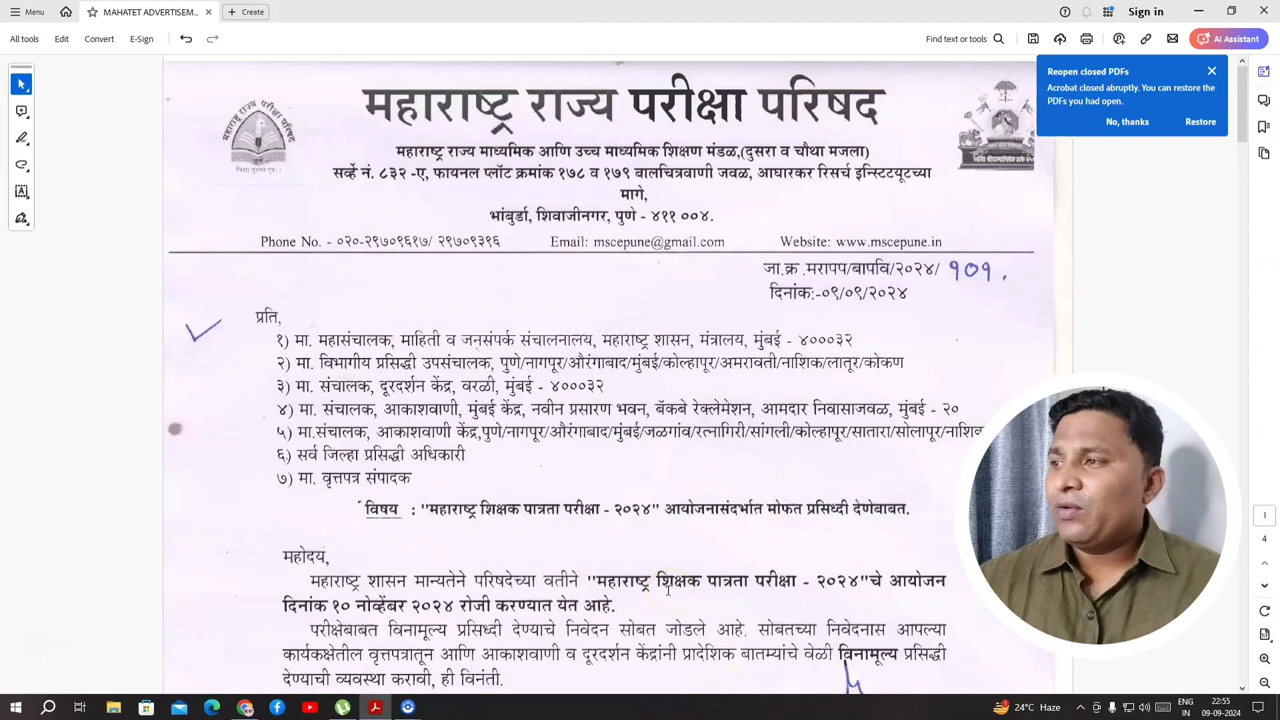 Menu
MAHATET ADVERTISEM...
Create
Sign in
All tools
Edit
Convert
E-Sign
Find text or tools
AI Assistant
Reopen closed PDFs
Acrobat closed abruptly. You can restore the
PDFs you had open.
No, thanks
Restore
महाराष्ट्र राज्य परीक्षा परिषद
महाराष्ट्र राज्य माध्यमिक आणि उच्च माध्यमिक शिक्षण मंडळ,(दुसरा व चौथा मजला)
सर्व्हे नं. ८३२ -ए, फायनल प्लॉट क्रमांक १७८ व १७९ बालचित्रवाणी जवळ, आघारकर रिसर्च इन्स्टिटयूटच्या
मागे,
भांबुर्डा, शिवाजीनगर, पुणे - ४११ ००४.
Phone No. - ०२०-२९७०९६१७/ २९७०९३९६
Email: mscepune@gmail.com
Website: www.mscepune.in
जा.क्र .मरापप/बापवि/२०२४/ १०१.
दिनांक:-०९/०९/२०२४
प्रति,
१) मा. महासंचालक, माहिती व जनसंपर्क संचालनालय, महाराष्ट्र शासन, मंत्रालय, मुंबई - ४०००३२
२) मा. विभागीय प्रसिद्धी उपसंचालक, पुणे/नागपूर/औरंगाबाद/मुंबई/कोल्हापूर/अमरावती/नाशिक/लातूर/कोकण
३) मा. संचालक, दूरदर्शन केंद्र, वरळी, मुंबई - ४०००३२
४) मा. संचालक, आकाशवाणी, मुंबई केंद्र, नवीन प्रसारण भवन, बॅकबे रेक्लेमेशन, आमदार निवासाजवळ, मुंबई - २०
५) मा.संचालक, आकाशवाणी केंद्र,पुणे/नागपूर/औरंगाबाद/मुंबई/जळगांव/रत्नागिरी/सांगली/कोल्हापूर/सातारा/सोलापूर/नाशिक
६) सर्व जिल्हा प्रसिद्धी अधिकारी
७) मा. वृत्तपत्र संपादक
विषय : "महाराष्ट्र शिक्षक पात्रता परीक्षा - २०२४" आयोजनासंदर्भात मोफत प्रसिध्दी देणेबाबत.
महोदय,
महाराष्ट्र शासन मान्यतेने परिषदेच्या वतीने "महाराष्ट्र शिक्षक पात्रता परीक्षा - २०२४"चे आयोजन
दिनांक १० नोव्हेंबर २०२४ रोजी करण्यात येत आहे.
परीक्षेबाबत विनामूल्य प्रसिध्दी देण्याचे निवेदन सोबत जोडले आहे. सोबतच्या निवेदनास आपल्या
कार्यकक्षेतील वृत्तपत्रातून आणि आकाशवाणी व दूरदर्शन केंद्रांनी प्रादेशिक बातम्यांचे वेळी विनामूल्य प्रसिद्धी
देण्याची व्यवस्था करावी, ही विनंती.
1
4
24°C Haze
ENG
IN
22:55
09-09-2024